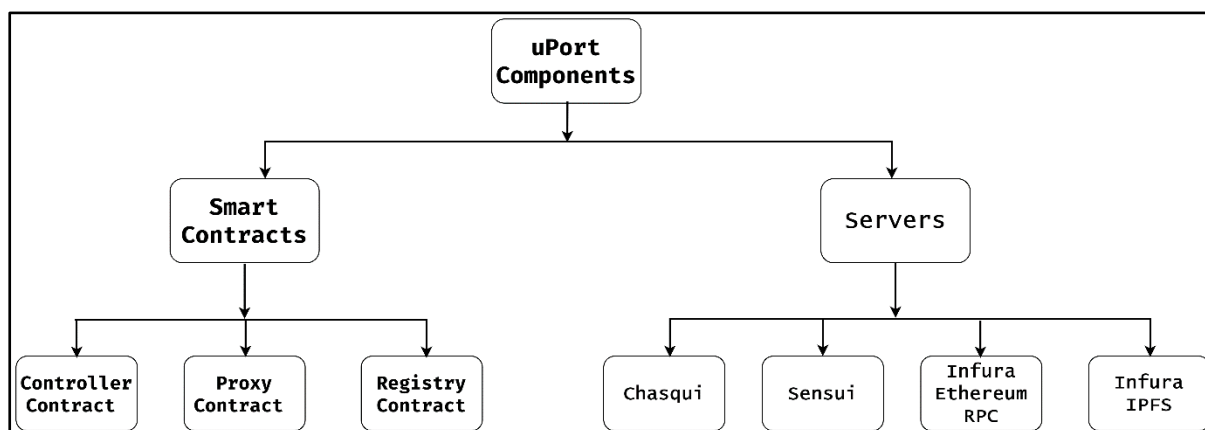 uPort
Components
Smart
Contracts
Servers
Controller
Contract
Proxy
Contract
Registry
Contract
Chasqui
Sensui
Infura
Ethereum
RPC
Infura
IPFS